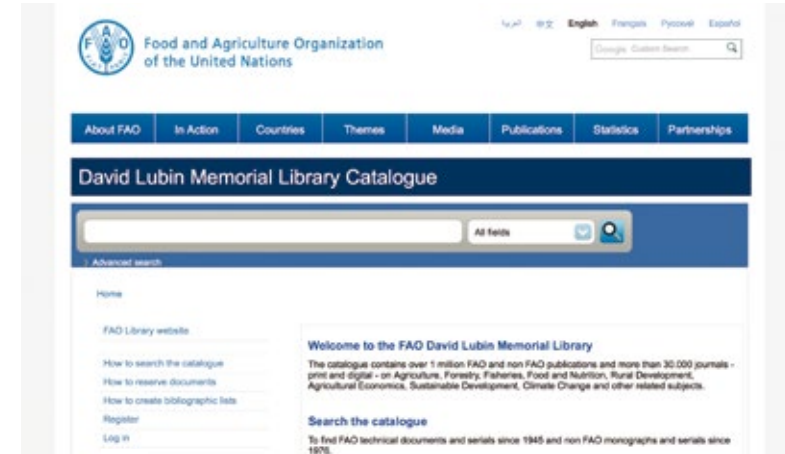 العربية 中文 English Français Русский Español
F A O
FIAT PANIS
Food and Agriculture Organization
of the United Nations
Google Custom Search
About FAO In Action Countries Themes Media Publications Statistics Partnerships
David Lubin Memorial Library Catalogue
All fields
Advanced search
Home
FAO Library website
How to search the catalogue
How to reserve documents
How to create bibliographic lists
Register
Log in
Welcome to the FAO David Lubin Memorial Library
The catalogue contains over 1 million FAO and non FAO publications and more than 30.000 journals -
print and digital - on Agriculture, Forestry, Fisheries, Food and Nutrition, Rural Development,
Agricultural Economics, Sustainable Development, Climate Change and other related subjects.
Search the catalogue
To find FAO technical documents and serials since 1945 and non FAO monographs and serials since
1976.